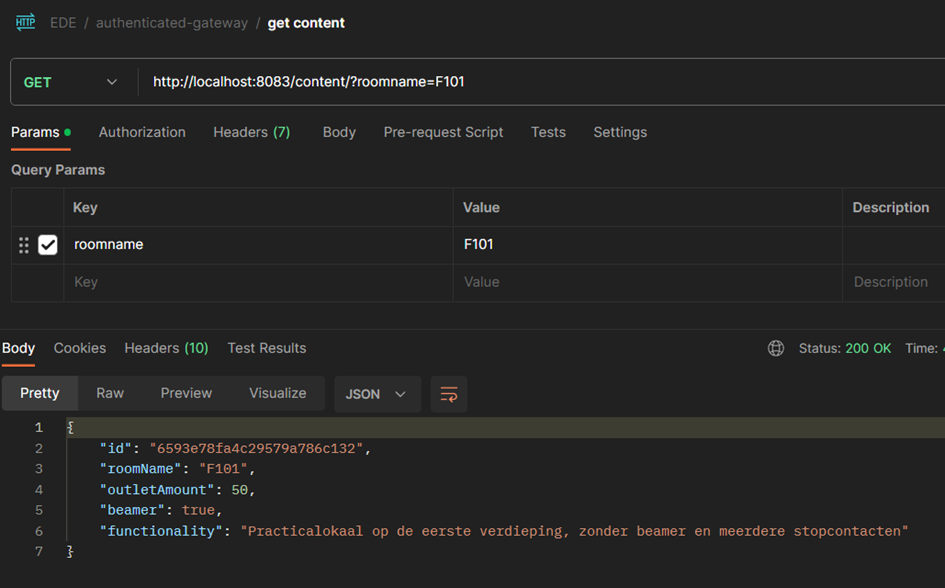 HTTP EDE / authenticated-gateway / get content
GET http://localhost:8083/content/?roomname=F101
Params Authorization Headers (7) Body Pre-request Script Tests Settings
Query Params
Key Value Description
roomname F101
Key Value Description
Body Cookies Headers (10) Test Results Status: 200 OK Time:
Pretty Raw Preview Visualize JSON
1 {
2 "id": "6593e78fa4c29579a786c132",
3 "roomName": "F101",
4 "outletAmount": 50,
5 "beamer": true,
6 "functionality": "Practicalokaal op de eerste verdieping, zonder beamer en meerdere stopcontacten"
7 }